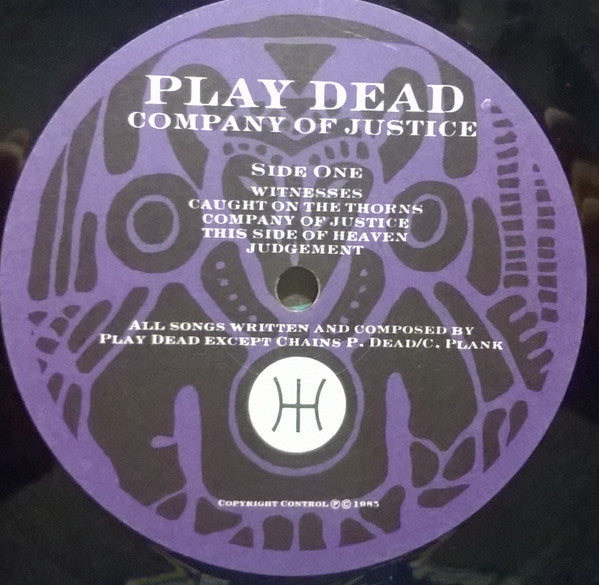 PLAY DEAD
COMPANY OF JUSTICE
SIDE ONE
WITNESSES
CAUGHT ON THE THORNS
COMPANY OF JUSTICE
THIS SIDE OF HEAVEN
JUDGEMENT
ALL SONGS WRITTEN AND COMPOSED BY
PLAY DEAD EXCEPT CHAINS P. DEAD/C. PLANK
COPYRIGHT CONTROL ℗ © 1985